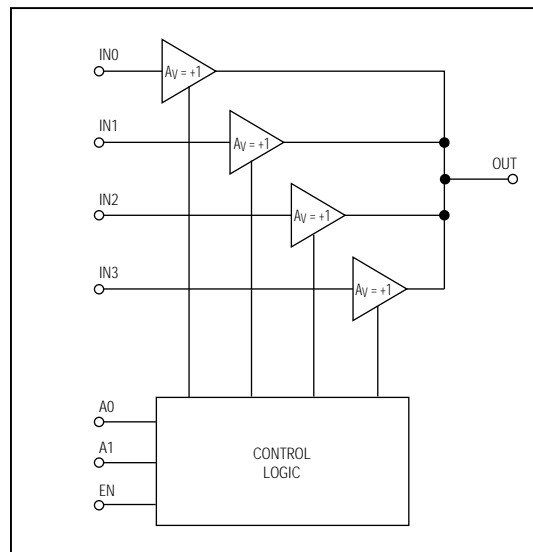 IN0
AV = +1
IN1
AV = +1
OUT
IN2
AV = +1
IN3
AV = +1
A0
A1
EN
CONTROL
LOGIC